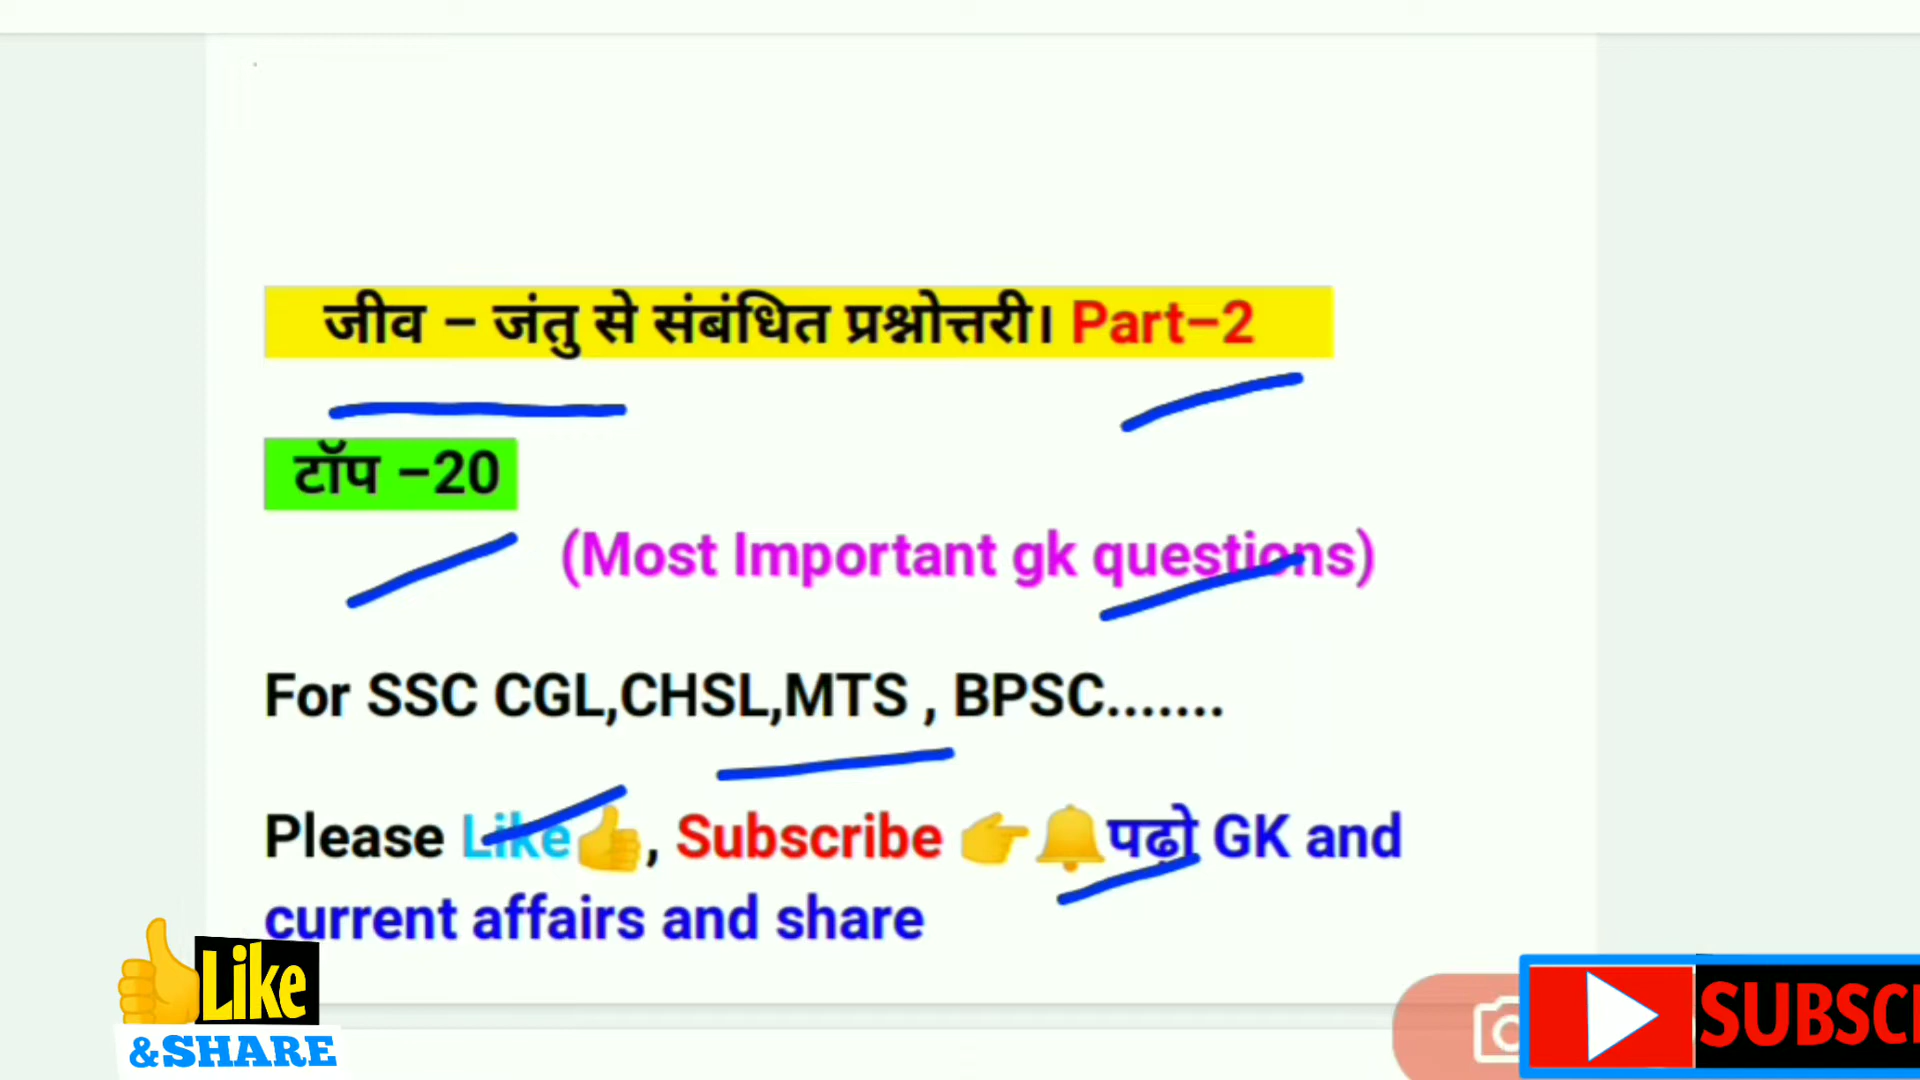 जीव – जंतु से संबंधित प्रश्नोत्तरी। Part–2
टॉप –20
(Most Important gk questions)
For SSC CGL,CHSL,MTS , BPSC.......
Please Like👍, Subscribe 👉🔔पढ़ो GK and
current affairs and share
Like
&SHARE
SUBSC